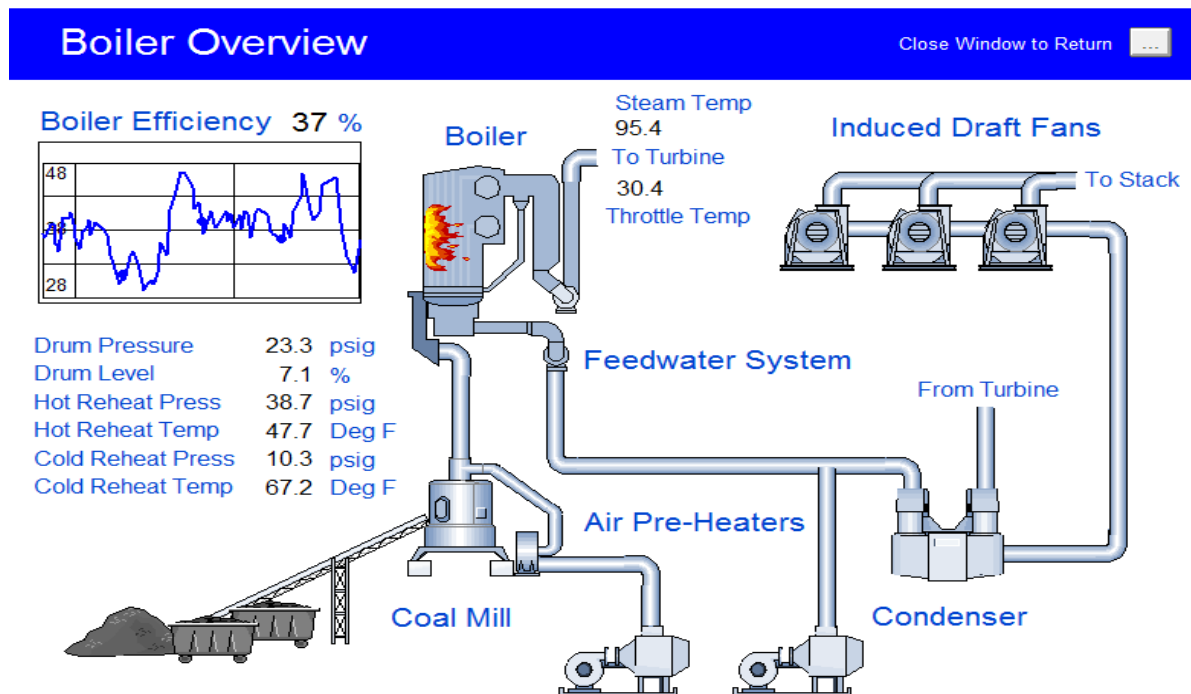 Boiler Overview
Close Window to Return ...
Boiler Efficiency 37 %
48
38
28
Boiler
Steam Temp
95.4
To Turbine
30.4
Throttle Temp
Induced Draft Fans
To Stack
Drum Pressure 23.3 psig
Drum Level 7.1 %
Hot Reheat Press 38.7 psig
Hot Reheat Temp 47.7 Deg F
Cold Reheat Press 10.3 psig
Cold Reheat Temp 67.2 Deg F
Feedwater System
From Turbine
Air Pre-Heaters
Coal Mill
Condenser